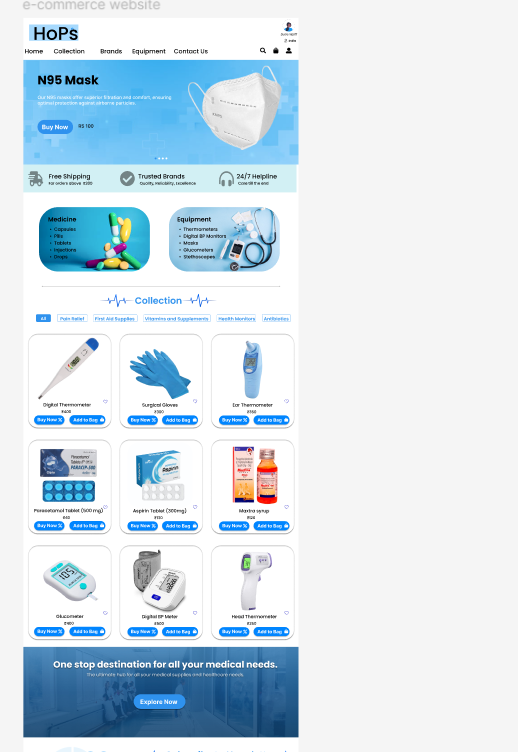 e-commerce website
HoPs
India
Home Collection Brands Equipment Contact Us
N95 Mask
Our N95 masks offer superior filtration and comfort, ensuring
optimal protection against airborne particles.
Buy Now RS 100
Free Shipping
For orders above ₹200
Trusted Brands
Quality, Reliability, Excellence
24/7 Helpline
Care till the end
Medicine
• Capsules
• Pills
• Tablets
• Injections
• Drops
Equipment
• Thermometers
• Digital BP Monitors
• Masks
• Glucometers
• Stethoscopes
Collection
All Pain Relief First Aid Supplies Vitamins and Supplements Health Monitors Antibiotics
Digital Thermometer
₹400
Buy Now Add to Bag
Surgical Gloves
₹300
Buy Now Add to Bag
Ear Thermometer
Buy Now Add to Bag
Paracetamol Tablet (500 mg)
Buy Now Add to Bag
Aspirin
Aspirin Tablet (300mg)
Buy Now Add to Bag
Maxtra syrup
Buy Now Add to Bag
105
Glucometer
Buy Now Add to Bag
Digital BP Meter
Buy Now Add to Bag
Head Thermometer
Buy Now Add to Bag
One stop destination for all your medical needs.
The ultimate hub for all your medical supplies and healthcare needs.
Explore Now